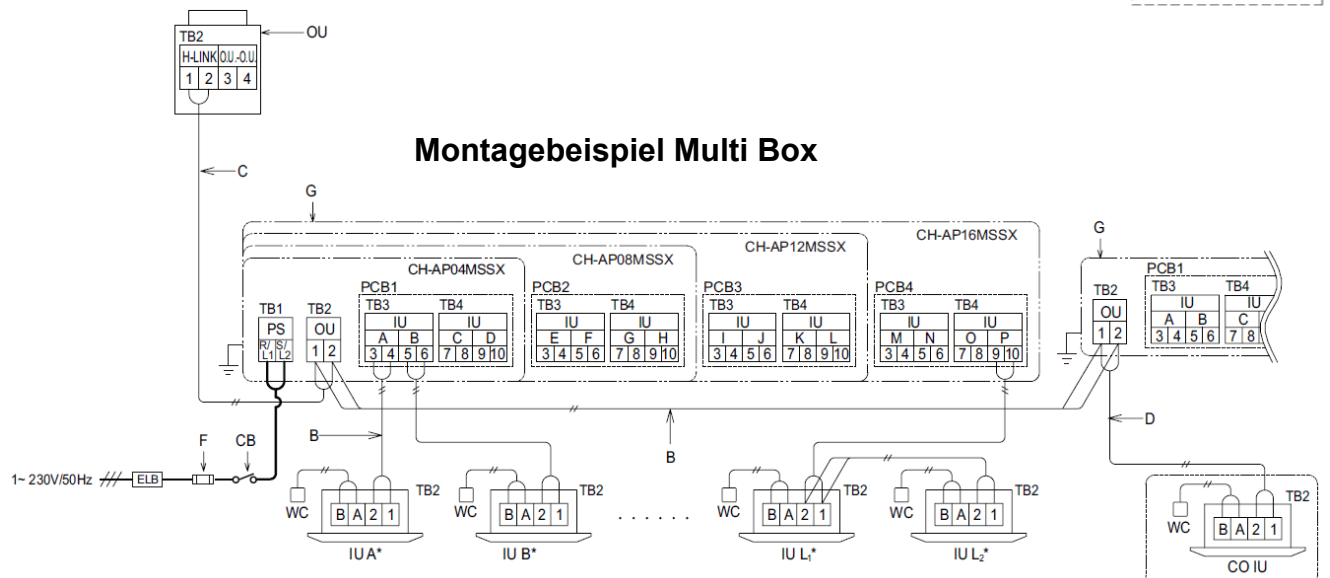 TB2
OU
H-LINK O.U.-O.U.
1 2 3 4
Montagebeispiel Multi Box
C
G
G
CH-AP16MSSX
CH-AP12MSSX
CH-AP08MSSX
CH-AP04MSSX
TB1 TB2
PS
R/L1 S/L2
OU
1 2
PCB1
TB3 TB4
IU IU
A B C D
3 4 5 6 7 8 9 10
PCB2
TB3 TB4
IU IU
E F G H
3 4 5 6 7 8 9 10
PCB3
TB3 TB4
IU IU
I J K L
3 4 5 6 7 8 9 10
PCB4
TB3 TB4
IU IU
M N O P
3 4 5 6 7 8 9 10
TB2
OU
1 2
PCB1
TB3 TB4
IU IU
A B C
3 4 5 6 7 8
D
B
B
F CB
1~ 230V/50Hz ELB
WC
TB2
B A 2 1
IU A*
WC
TB2
B A 2 1
IU B*
. . . . . .
WC
TB2
B A 2 1
IU L₁*
WC
TB2
B A 2 1
IU L₂*
WC
TB2
B A 2 1
CO IU